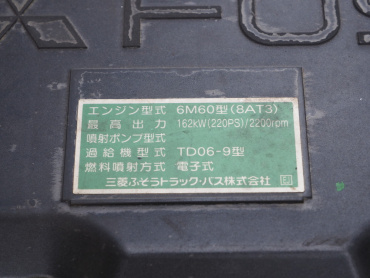 FUS
エンジン型式 6M60型(8AT3)
最高出力 162kW(220PS)/2200rpm
噴射ポンプ型式
過給機型式 TD06-9型
燃料噴射方式 電子式
三菱ふそうトラック・バス株式会社